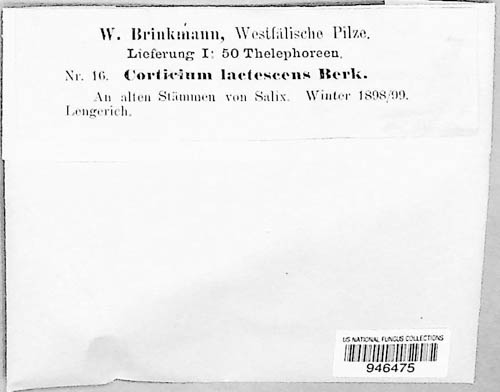 W. Brinkmann, Westfälische Pilze.
Lieferung I: 50 Thelephoreen.
Nr. 16. Corticium lactescens Berk.
An alten Stämmen von Salix. Winter 1898/99.
Lengerich.
US NATIONAL FUNGUS COLLECTIONS
946475